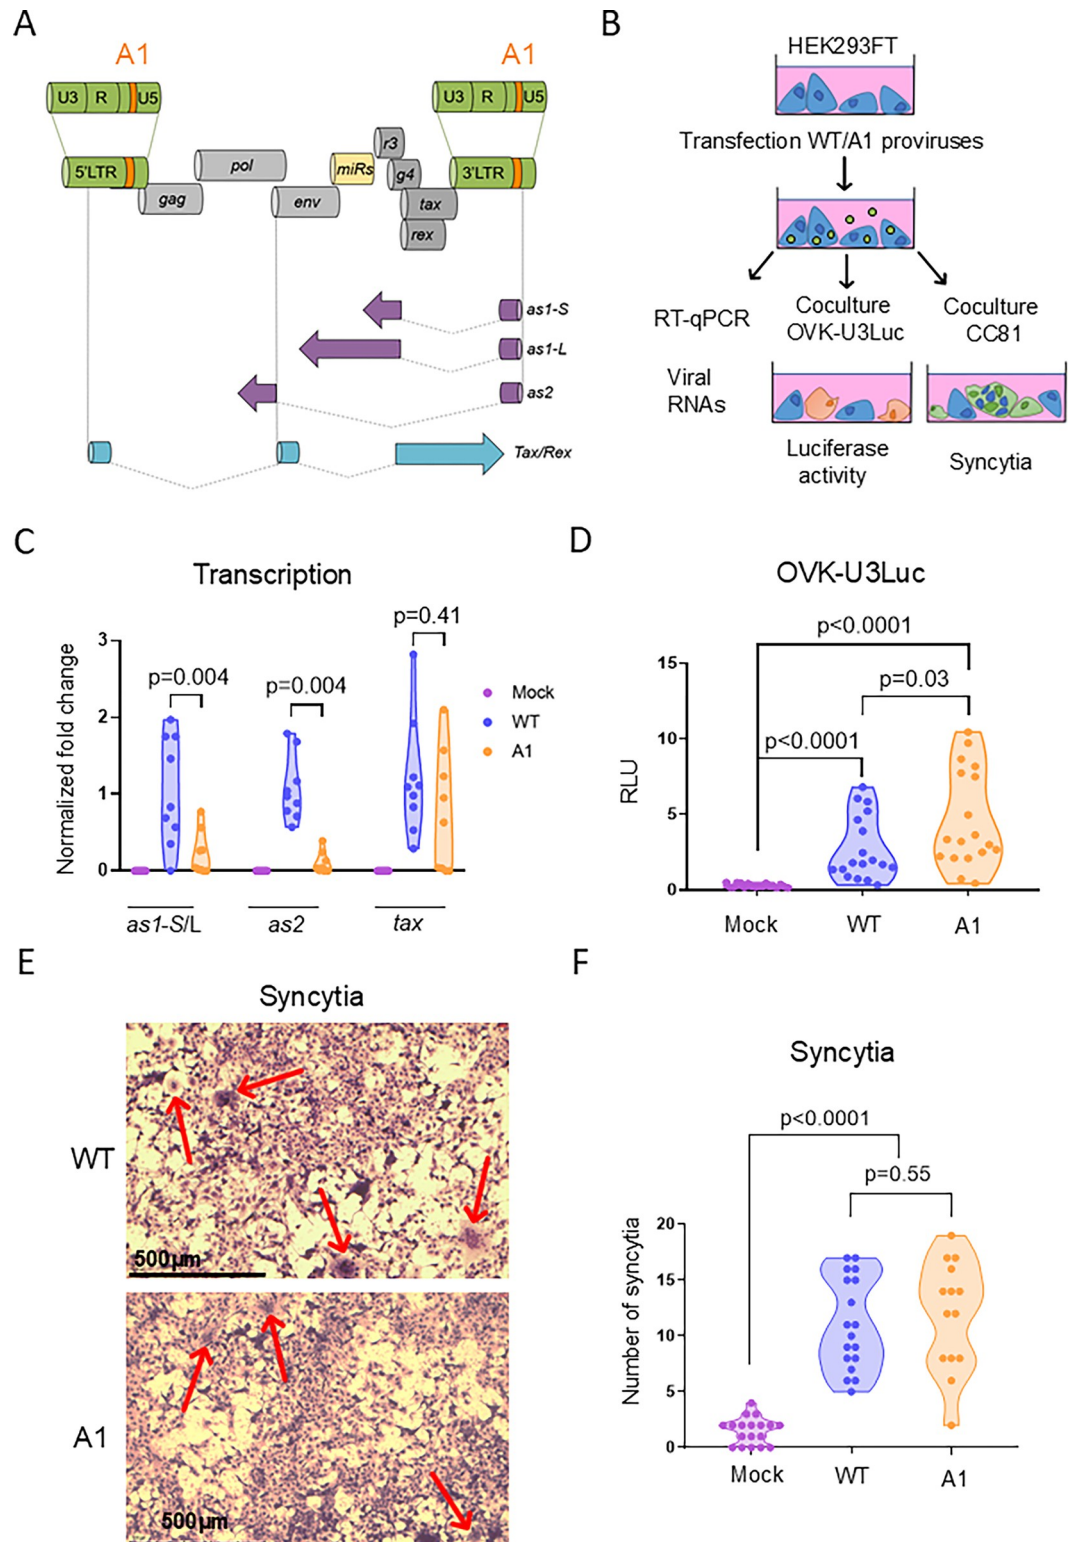 A
A1
A1
U3 R U5
U3 R U5
5'LTR
gag
pol
env
miRs
r3
g4
tax
rex
3'LTR
as1-S
as1-L
as2
Tax/Rex
B
HEK293FT
Transfection WT/A1 proviruses
RT-qPCR
Viral
RNAs
Coculture
OVK-U3Luc
Luciferase
activity
Coculture
CC81
Syncytia
C
Transcription
Normalized fold change
3
2
1
0
p=0.004
p=0.004
p=0.41
Mock
WT
A1
as1-S/L
as2
tax
D
OVK-U3Luc
RLU
15
10
5
0
p<0.0001
p=0.03
p<0.0001
Mock
WT
A1
E
Syncytia
WT
500µm
A1
500µm
F
Syncytia
Number of syncytia
20
15
10
5
0
p<0.0001
p=0.55
Mock
WT
A1